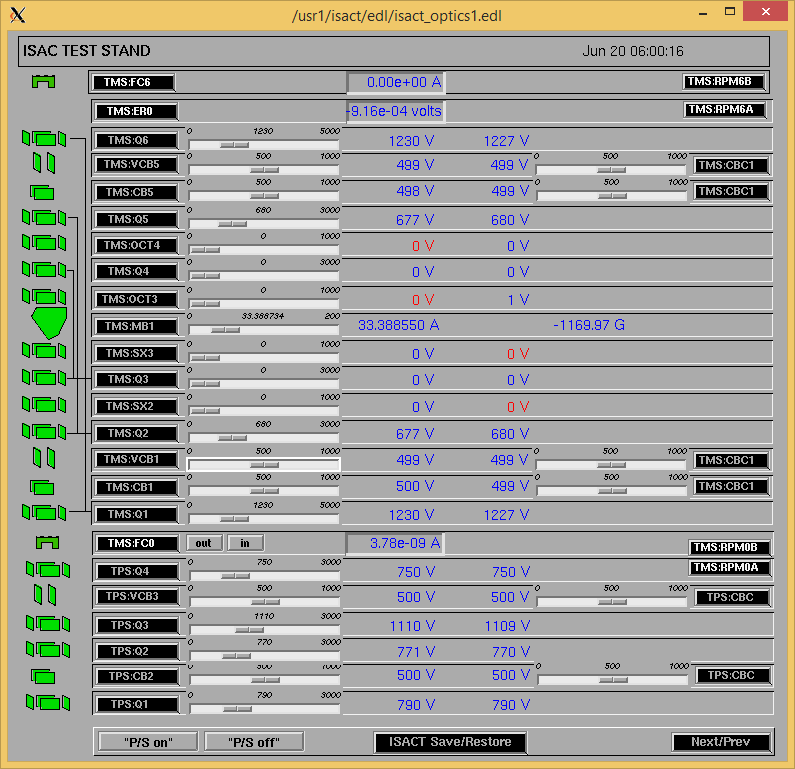 /usr1/isact/edl/isact_optics1.edl
ISAC TEST STAND Jun 20 06:00:16
TMS:FC6 0.00e+00 A TMS:RPM6B
TMS:ER0 -9.16e-04 volts TMS:RPM6A
TMS:Q6 0 1230 5000 1230 V 1227 V
TMS:VCB5 0 500 1000 499 V 499 V 0 500 1000 TMS:CBC1
TMS:CB5 0 500 1000 498 V 499 V 0 500 1000 TMS:CBC1
TMS:Q5 0 680 3000 677 V 680 V
TMS:OCT4 0 0 1000 0 V 0 V
TMS:Q4 0 0 3000 0 V 0 V
TMS:OCT3 0 0 1000 0 V 1 V
TMS:MB1 0 33.388734 200 33.388550 A -1169.97 G
TMS:SX3 0 0 1000 0 V 0 V
TMS:Q3 0 0 3000 0 V 0 V
TMS:SX2 0 0 1000 0 V 0 V
TMS:Q2 0 680 3000 677 V 680 V
TMS:VCB1 0 500 1000 499 V 499 V 0 500 1000 TMS:CBC1
TMS:CB1 0 500 1000 500 V 499 V 0 500 1000 TMS:CBC1
TMS:Q1 0 1230 5000 1230 V 1227 V
TMS:FC0 out in 3.78e-09 A TMS:RPM0B
TPS:Q4 0 750 3000 750 V 750 V TMS:RPM0A
TPS:VCB3 0 500 1000 500 V 500 V 0 500 1000 TPS:CBC
TPS:Q3 0 1110 3000 1110 V 1109 V
TPS:Q2 0 770 3000 771 V 770 V
TPS:CB2 0 500 1000 500 V 500 V 0 500 1000 TPS:CBC
TPS:Q1 0 790 3000 790 V 790 V
"P/S on" "P/S off" ISACT Save/Restore Next/Prev